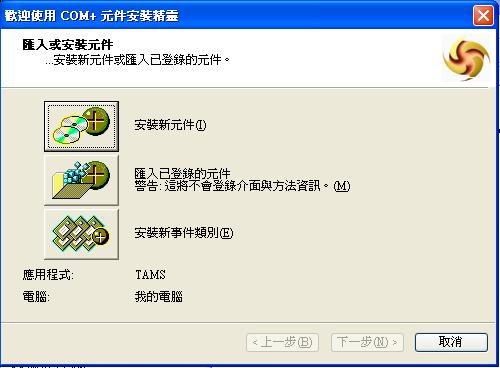 歡迎使用 COM+ 元件安裝精靈
匯入或安裝元件
...安裝新元件或匯入已登錄的元件。
安裝新元件(I)
匯入已登錄的元件
警告: 這將不會登錄介面與方法資訊。(M)
安裝新事件類別(E)
應用程式: TAMS
電腦: 我的電腦
<上一步(B) 下一步(N)> 取消